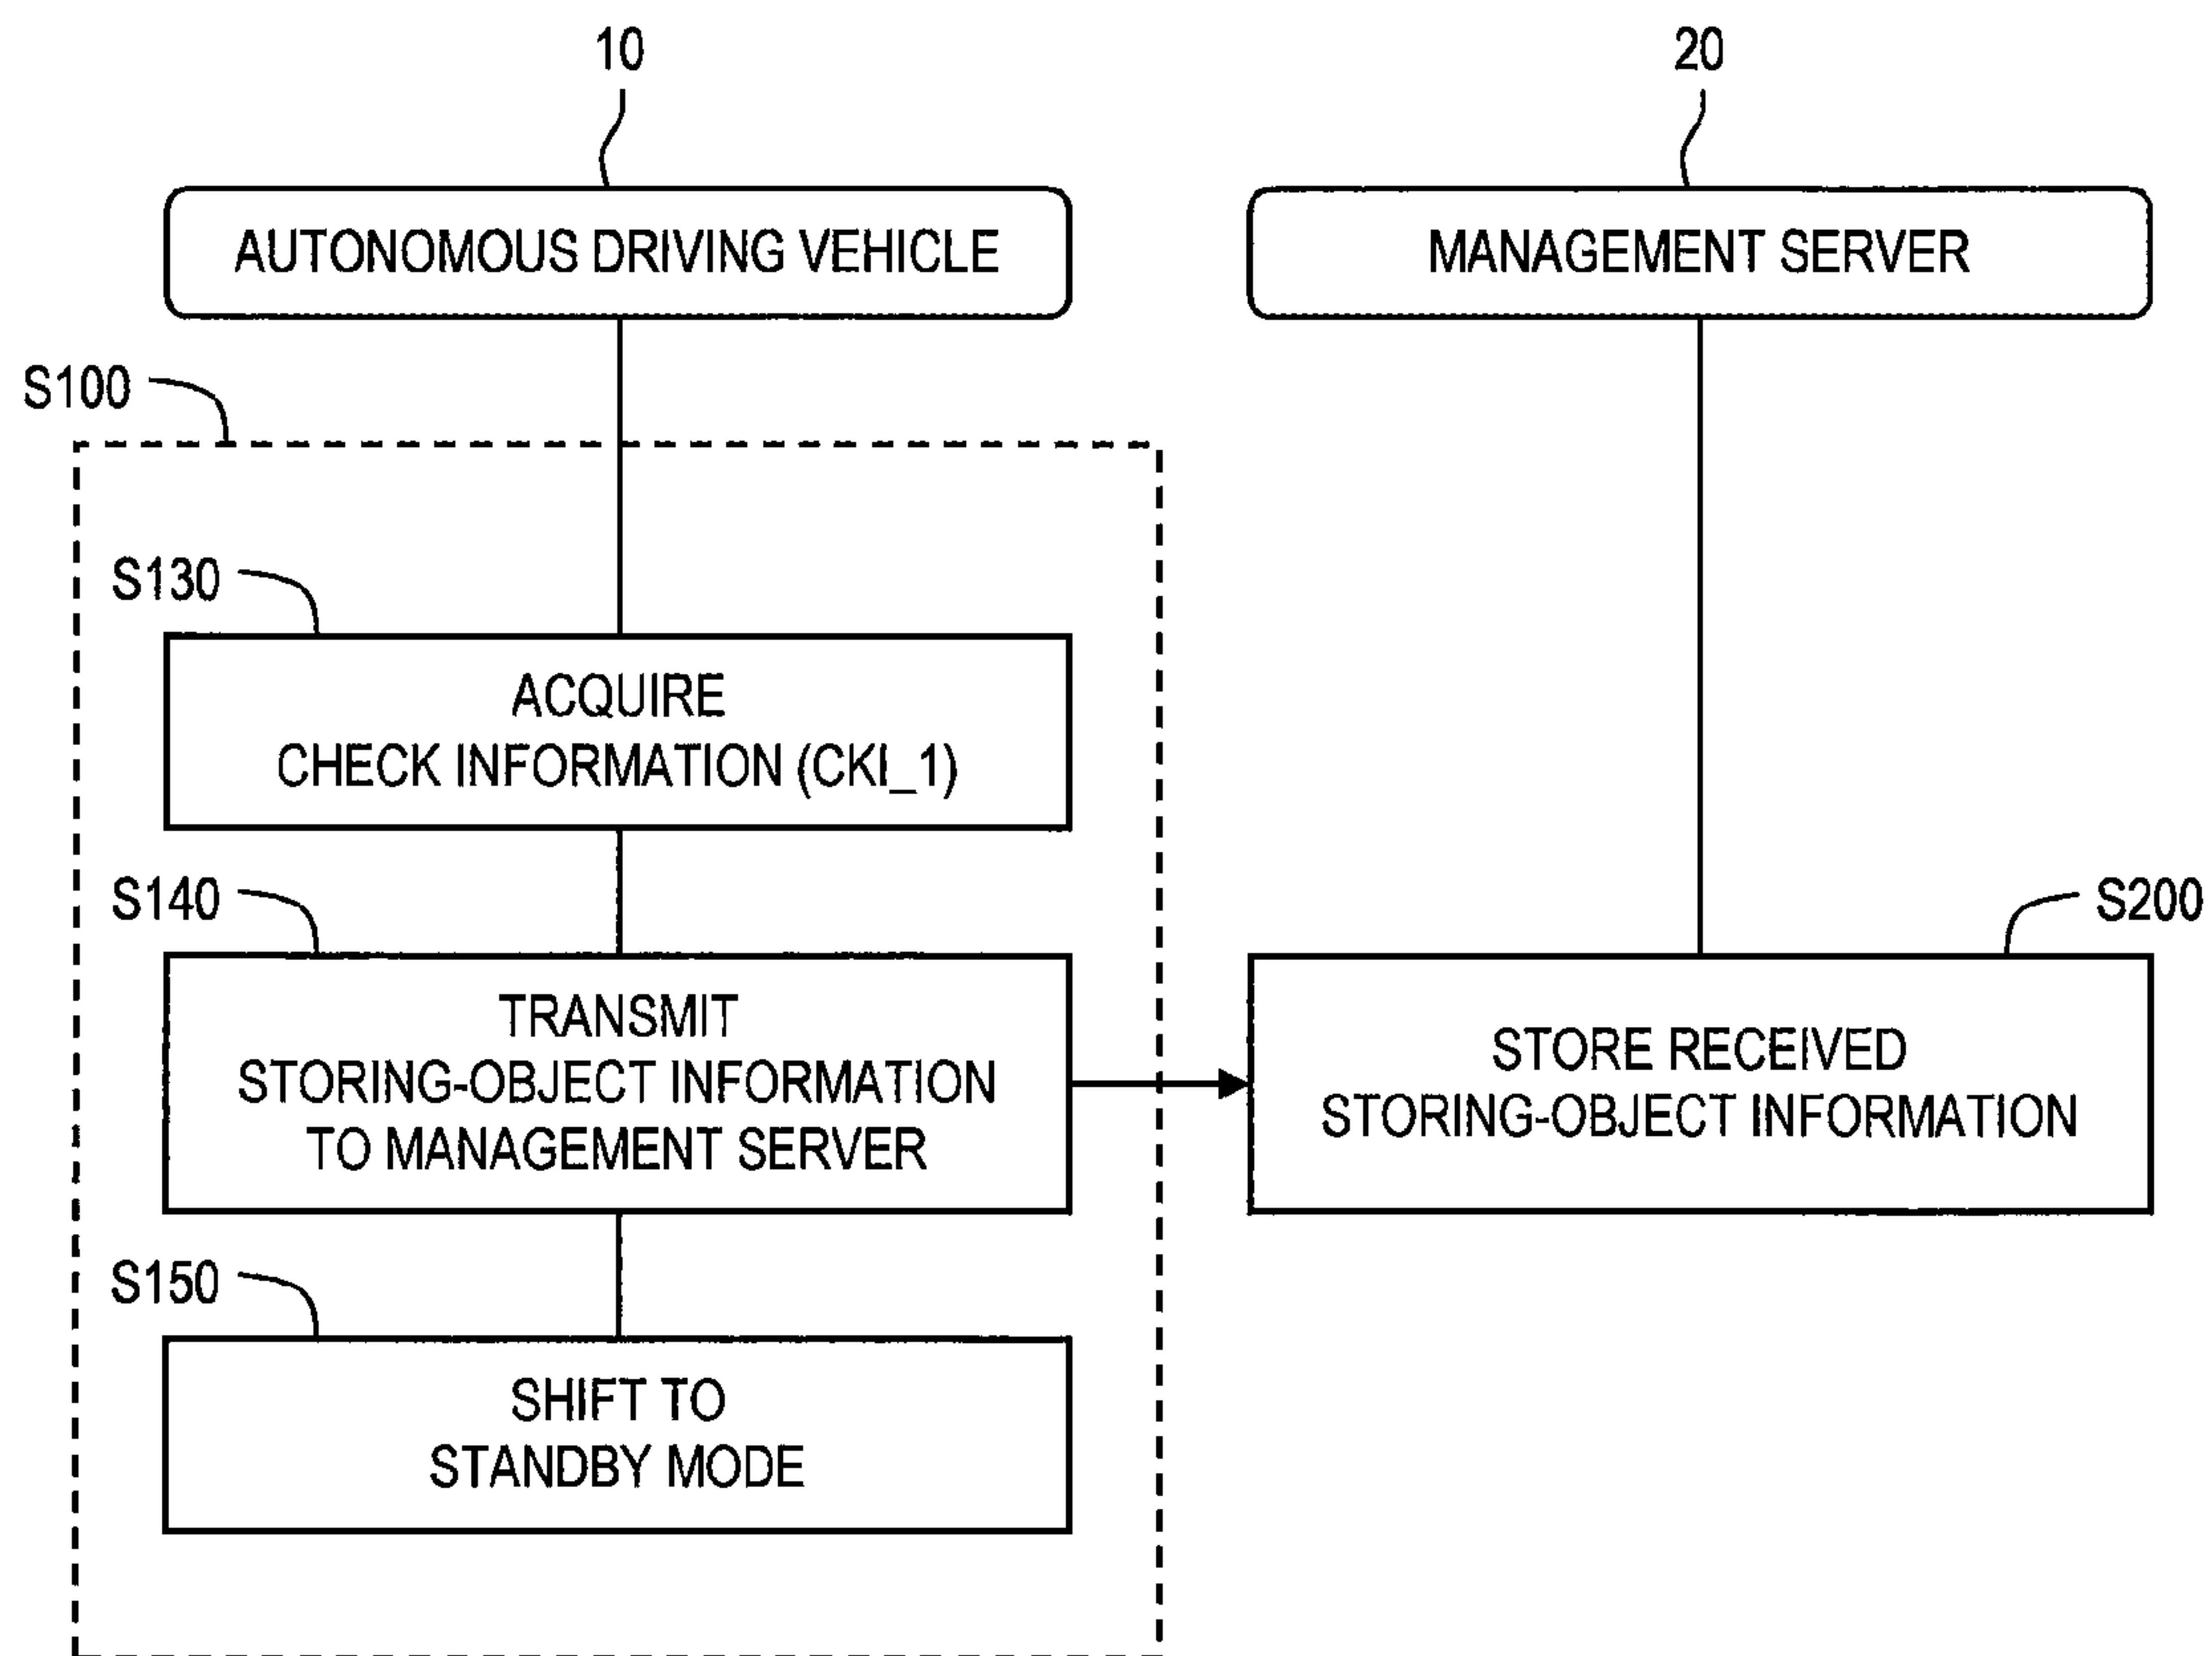 10
20
AUTONOMOUS DRIVING VEHICLE
MANAGEMENT SERVER
S100
S130
ACQUIRE
CHECK INFORMATION (CKI_1)
S140
S200
TRANSMIT
STORING-OBJECT INFORMATION
TO MANAGEMENT SERVER
STORE RECEIVED
STORING-OBJECT INFORMATION
S150
SHIFT TO
STANDBY MODE